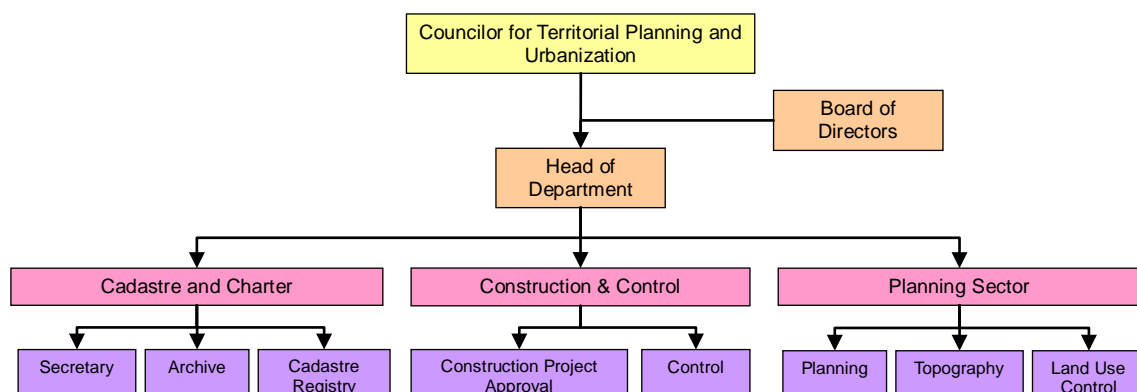 Councilor for Territorial Planning and
Urbanization
Board of
Directors
Head of
Department
Cadastre and Charter
Construction & Control
Planning Sector
Secretary
Archive
Cadastre
Registry
Construction Project
Approval
Control
Planning
Topography
Land Use
Control